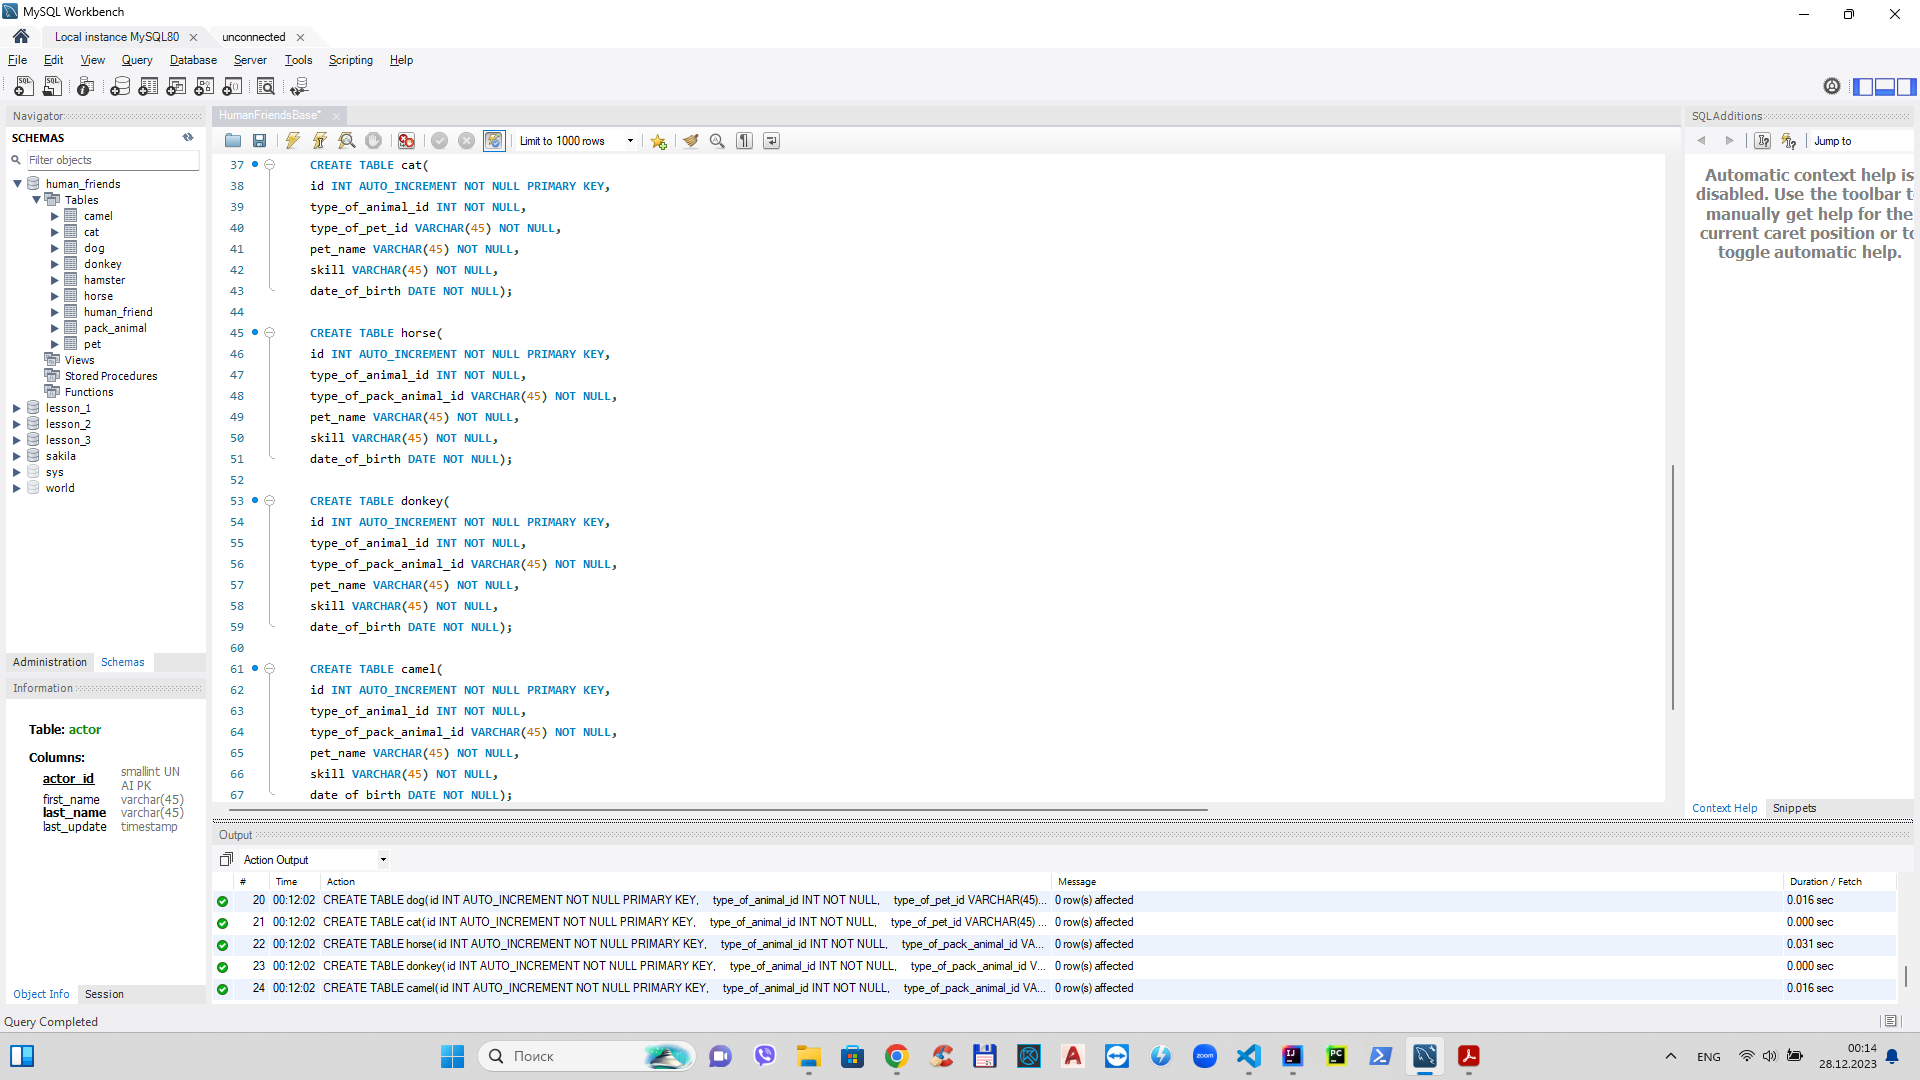 MySQL Workbench
Local instance MySQL80
unconnected
File Edit View Query Database Server Tools Scripting Help
Navigator
SCHEMAS
Filter objects
human_friends
Tables
camel
cat
dog
donkey
hamster
horse
human_friend
pack_animal
pet
Views
Stored Procedures
Functions
lesson_1
lesson_2
lesson_3
sakila
sys
world
Administration Schemas
Information
Table: actor
Columns:
actor_id smallint UN AI PK
first_name varchar(45)
last_name varchar(45)
last_update timestamp
Object Info Session
HumanFriendsBase*
Limit to 1000 rows
37 CREATE TABLE cat(
38 id INT AUTO_INCREMENT NOT NULL PRIMARY KEY,
39 type_of_animal_id INT NOT NULL,
40 type_of_pet_id VARCHAR(45) NOT NULL,
41 pet_name VARCHAR(45) NOT NULL,
42 skill VARCHAR(45) NOT NULL,
43 date_of_birth DATE NOT NULL);
44
45 CREATE TABLE horse(
46 id INT AUTO_INCREMENT NOT NULL PRIMARY KEY,
47 type_of_animal_id INT NOT NULL,
48 type_of_pack_animal_id VARCHAR(45) NOT NULL,
49 pet_name VARCHAR(45) NOT NULL,
50 skill VARCHAR(45) NOT NULL,
51 date_of_birth DATE NOT NULL);
52
53 CREATE TABLE donkey(
54 id INT AUTO_INCREMENT NOT NULL PRIMARY KEY,
55 type_of_animal_id INT NOT NULL,
56 type_of_pack_animal_id VARCHAR(45) NOT NULL,
57 pet_name VARCHAR(45) NOT NULL,
58 skill VARCHAR(45) NOT NULL,
59 date_of_birth DATE NOT NULL);
60
61 CREATE TABLE camel(
62 id INT AUTO_INCREMENT NOT NULL PRIMARY KEY,
63 type_of_animal_id INT NOT NULL,
64 type_of_pack_animal_id VARCHAR(45) NOT NULL,
65 pet_name VARCHAR(45) NOT NULL,
66 skill VARCHAR(45) NOT NULL,
67 date of birth DATE NOT NULL);
SQLAdditions
Jump to
Automatic context help is
disabled. Use the toolbar t
manually get help for the
current caret position or to
toggle automatic help.
Context Help Snippets
Output
Action Output
# Time Action Message Duration / Fetch
20 00:12:02 CREATE TABLE dog( id INT AUTO_INCREMENT NOT NULL PRIMARY KEY, type_of_animal_id INT NOT NULL, type_of_pet_id VARCHAR(45)... 0 row(s) affected 0.016 sec
21 00:12:02 CREATE TABLE cat( id INT AUTO_INCREMENT NOT NULL PRIMARY KEY, type_of_animal_id INT NOT NULL, type_of_pet_id VARCHAR(45) ... 0 row(s) affected 0.000 sec
22 00:12:02 CREATE TABLE horse( id INT AUTO_INCREMENT NOT NULL PRIMARY KEY, type_of_animal_id INT NOT NULL, type_of_pack_animal_id VA... 0 row(s) affected 0.031 sec
23 00:12:02 CREATE TABLE donkey( id INT AUTO_INCREMENT NOT NULL PRIMARY KEY, type_of_animal_id INT NOT NULL, type_of_pack_animal_id V... 0 row(s) affected 0.000 sec
24 00:12:02 CREATE TABLE camel( id INT AUTO_INCREMENT NOT NULL PRIMARY KEY, type_of_animal_id INT NOT NULL, type_of_pack_animal_id VA... 0 row(s) affected 0.016 sec
Query Completed
Поиск
zoom
ENG
00:14
28.12.2023